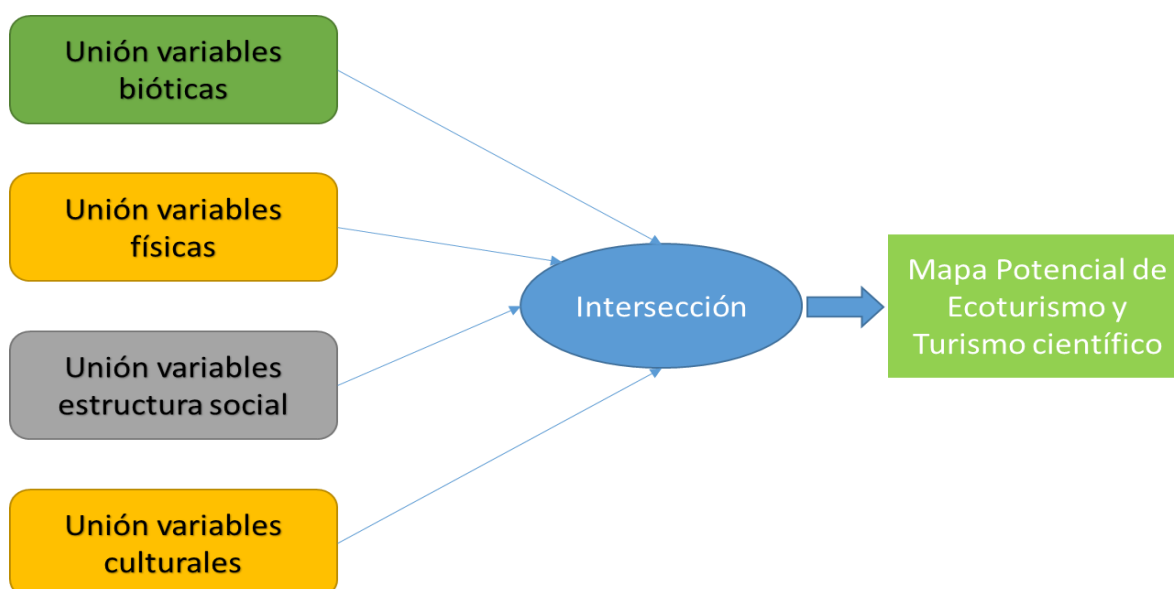 Unión variables
bióticas
Unión variables
físicas
Unión variables
estructura social
Unión variables
culturales
Intersección
Mapa Potencial de
Ecoturismo y
Turismo científico